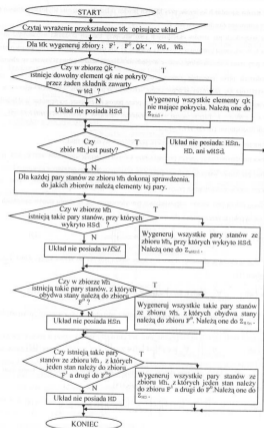 START
Czytaj wyrażenie przekształcone Wk opisujące układ
Dla Wk wygeneruj zbiory: F¹, F⁰, Qk', Wd, Wh
Czy w zbiorze Qk'
istnieje dowolny element qk nie pokryty
przez żaden składnik zawarty
w Wd ?
T
N
Wygeneruj wszystkie elementy qk
nie mające pokrycia. Należą one do
Układ nie posiada HSd
Czy
zbiór Wh jest pusty?
T
N
Układ nie posiada: HSn,
HD, ani wHSd.
Dla każdej pary stanów ze zbioru Wh dokonaj sprawdzenia,
do jakich zbiorów należą elementy tej pary.
Czy w zbiorze Wh
istnieją takie pary stanów, przy których
wykryto HSd ?
T
N
Wygeneruj wszystkie pary stanów ze
zbioru Wh, przy których wykryto HSd.
Należą one do
Układ nie posiada wHSd.
Czy w zbiorze Wh
istnieją takie pary stanów, z których
obydwa stany należą do zbioru
F⁰ ?
T
N
Wygeneruj wszystkie takie pary stanów ze
zbioru Wh, z których obydwa stany
należą do zbioru F⁰. Należą one do
Układ nie posiada HSn
Czy istnieją takie pary
stanów ze zbioru Wh, z których
jeden stan należy do zbioru
F¹ a drugi do F⁰?
T
N
Wygeneruj wszystkie takie pary stanów ze
zbioru Wh, z których jeden stan należy
do zbioru F¹ a drugi do F⁰. Należą one do
Układ nie posiada HD
KONIEC